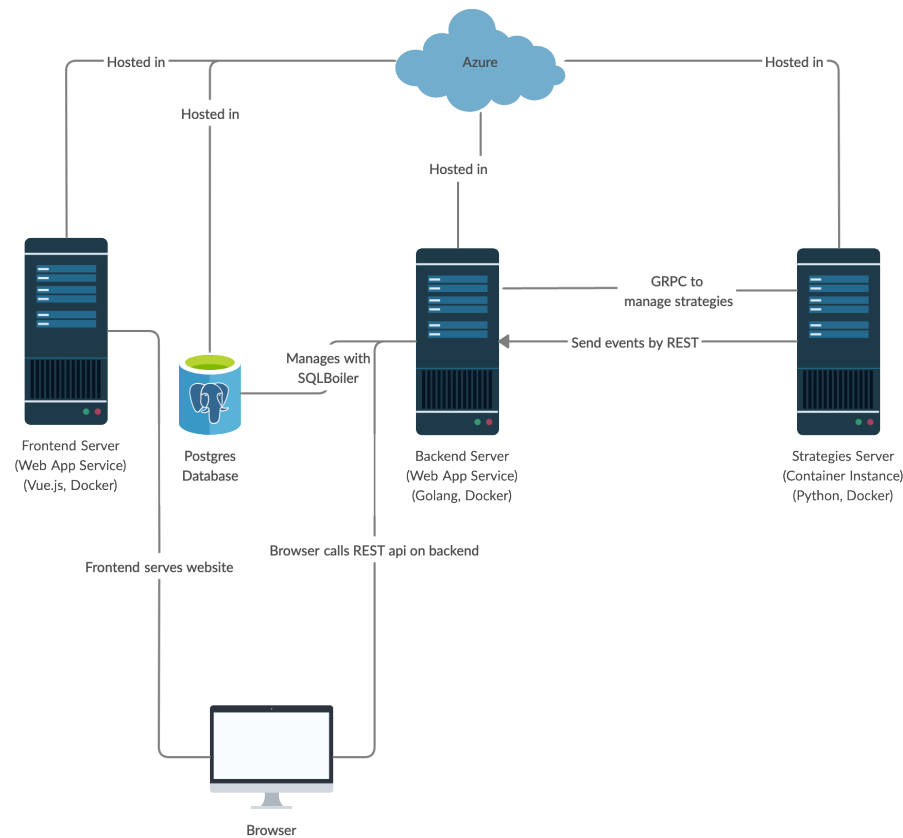 Azure
Hosted in
Hosted in
Hosted in
Hosted in
GRPC to
manage strategies
Send events by REST
Manages with
SQLBoiler
Frontend Server
(Web App Service)
(Vue.js, Docker)
Postgres
Database
Backend Server
(Web App Service)
(Golang, Docker)
Strategies Server
(Container Instance)
(Python, Docker)
Browser calls REST api on backend
Frontend serves website
Browser